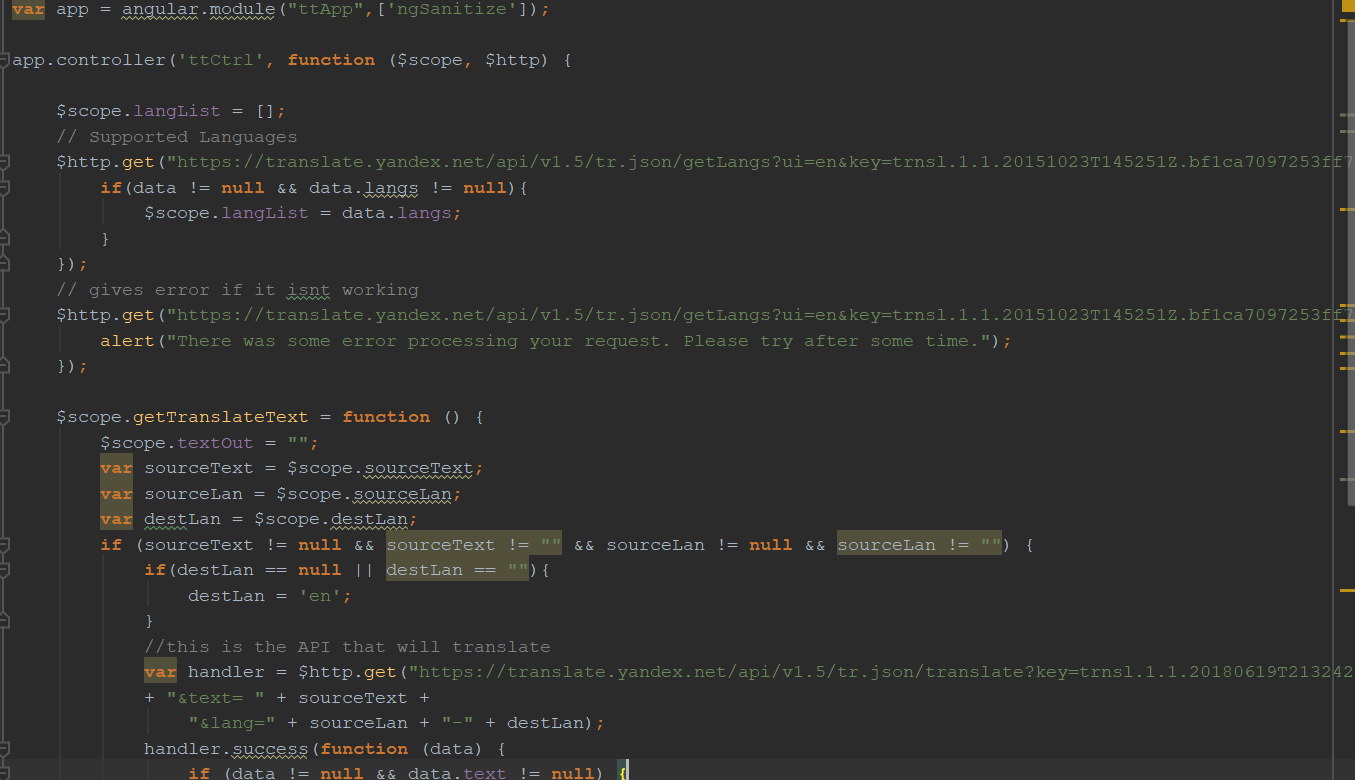 var app = angular.module("ttApp",['ngSanitize']);
app.controller('ttCtrl', function ($scope, $http) {
$scope.langList = [];
// Supported Languages
$http.get("https://translate.yandex.net/api/v1.5/tr.json/getLangs?ui=en&key=trnsl.1.1.20151023T145251Z.bf1ca7097253ff7
if(data != null && data.langs != null){
$scope.langList = data.langs;
}
});
// gives error if it isnt working
$http.get("https://translate.yandex.net/api/v1.5/tr.json/getLangs?ui=en&key=trnsl.1.1.20151023T145251Z.bf1ca7097253ff7
alert("There was some error processing your request. Please try after some time.");
});
$scope.getTranslateText = function () {
$scope.textOut = "";
var sourceText = $scope.sourceText;
var sourceLan = $scope.sourceLan;
var destLan = $scope.destLan;
if (sourceText != null && sourceText != "" && sourceLan != null && sourceLan != "") {
if(destLan == null || destLan == ""){
destLan = 'en';
}
//this is the API that will translate
var handler = $http.get("https://translate.yandex.net/api/v1.5/tr.json/translate?key=trnsl.1.1.20180619T213242
+ "&text= " + sourceText +
"&lang=" + sourceLan + "-" + destLan);
handler.success(function (data) {
if (data != null && data.text != null) {